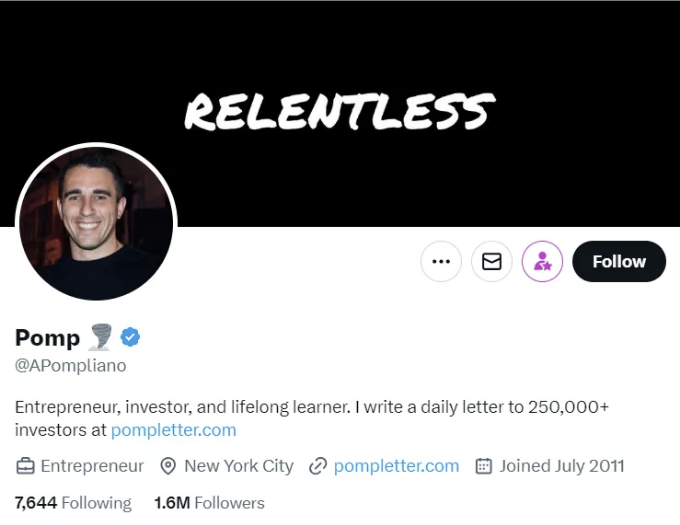 RELENTLESS
Follow
Pomp 🌪️
@APompliano
Entrepreneur, investor, and lifelong learner. I write a daily letter to 250,000+
investors at pompletter.com
Entrepreneur New York City pompletter.com Joined July 2011
7,644 Following 1.6M Followers